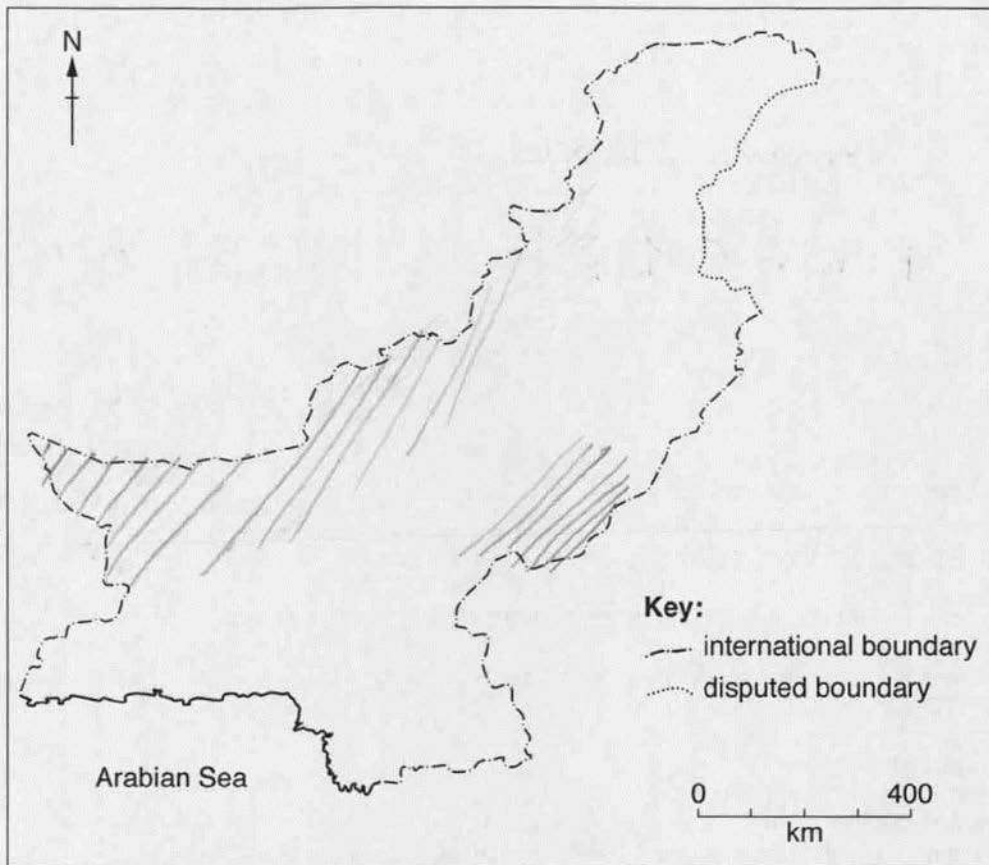 N
Key:
international boundary
disputed boundary
Arabian Sea
0 400
km